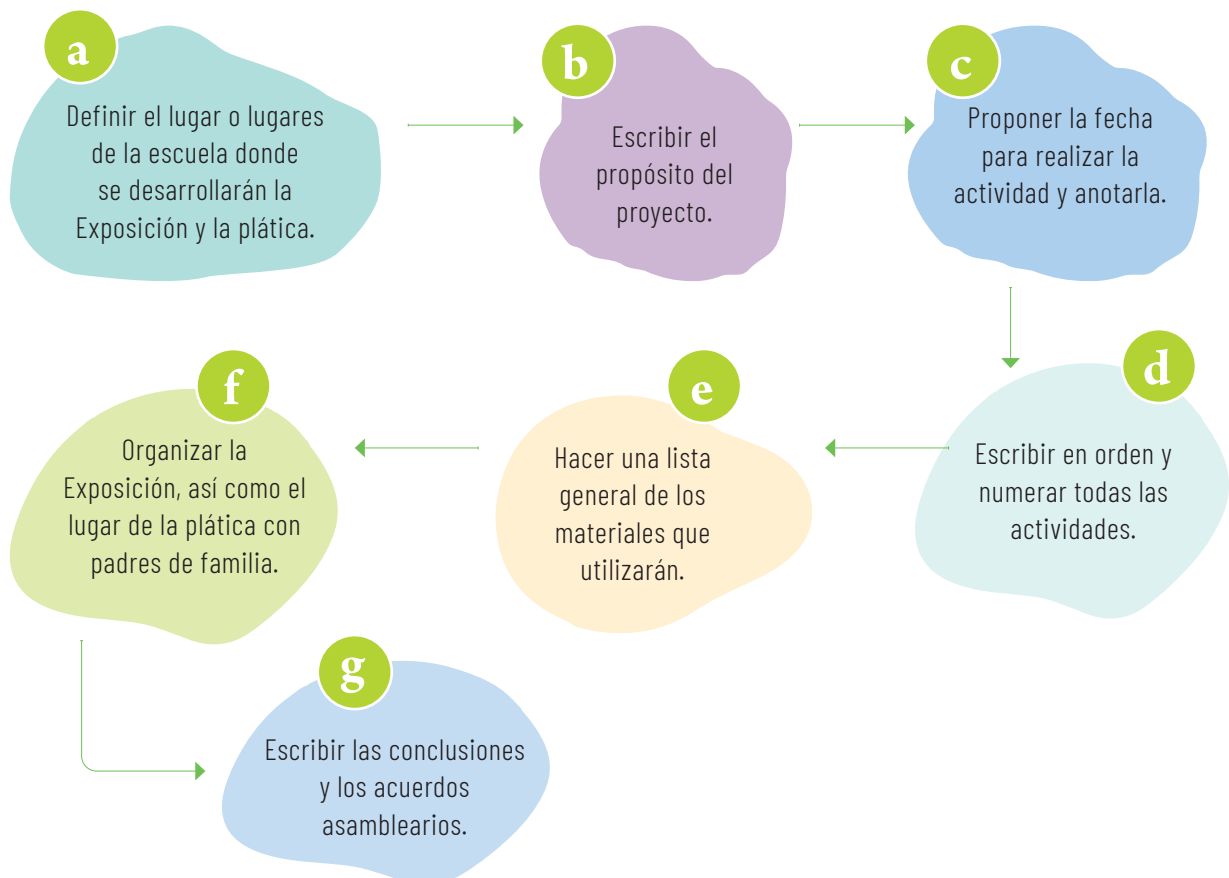 a
Definir el lugar o lugares
de la escuela donde
se desarrollarán la
Exposición y la plática.
b
Escribir el
propósito del
proyecto.
c
Proponer la fecha
para realizar la
actividad y anotarla.
d
Escribir en orden y
numerar todas las
actividades.
e
Hacer una lista
general de los
materiales que
utilizarán.
f
Organizar la
Exposición, así como el
lugar de la plática con
padres de familia.
g
Escribir las conclusiones
y los acuerdos
asamblearios.